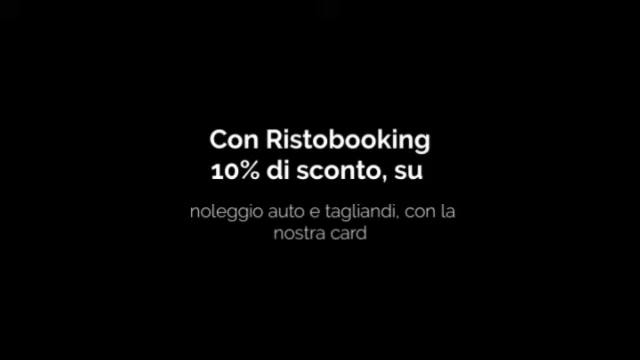 Con Ristobooking
10% di sconto, su
noleggio auto e tagliandi, con la
nostra card